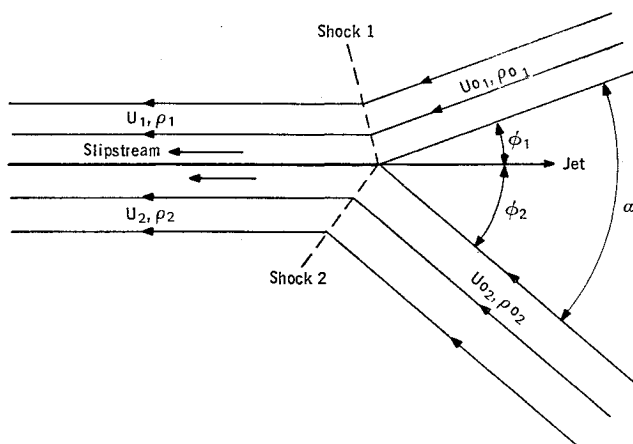 Shock 1
U₀₁, ρ₀₁
U₁, ρ₁
Slipstream
ϕ₁
Jet
ϕ₂
α
U₂, ρ₂
Shock 2
U₀₂, ρ₀₂